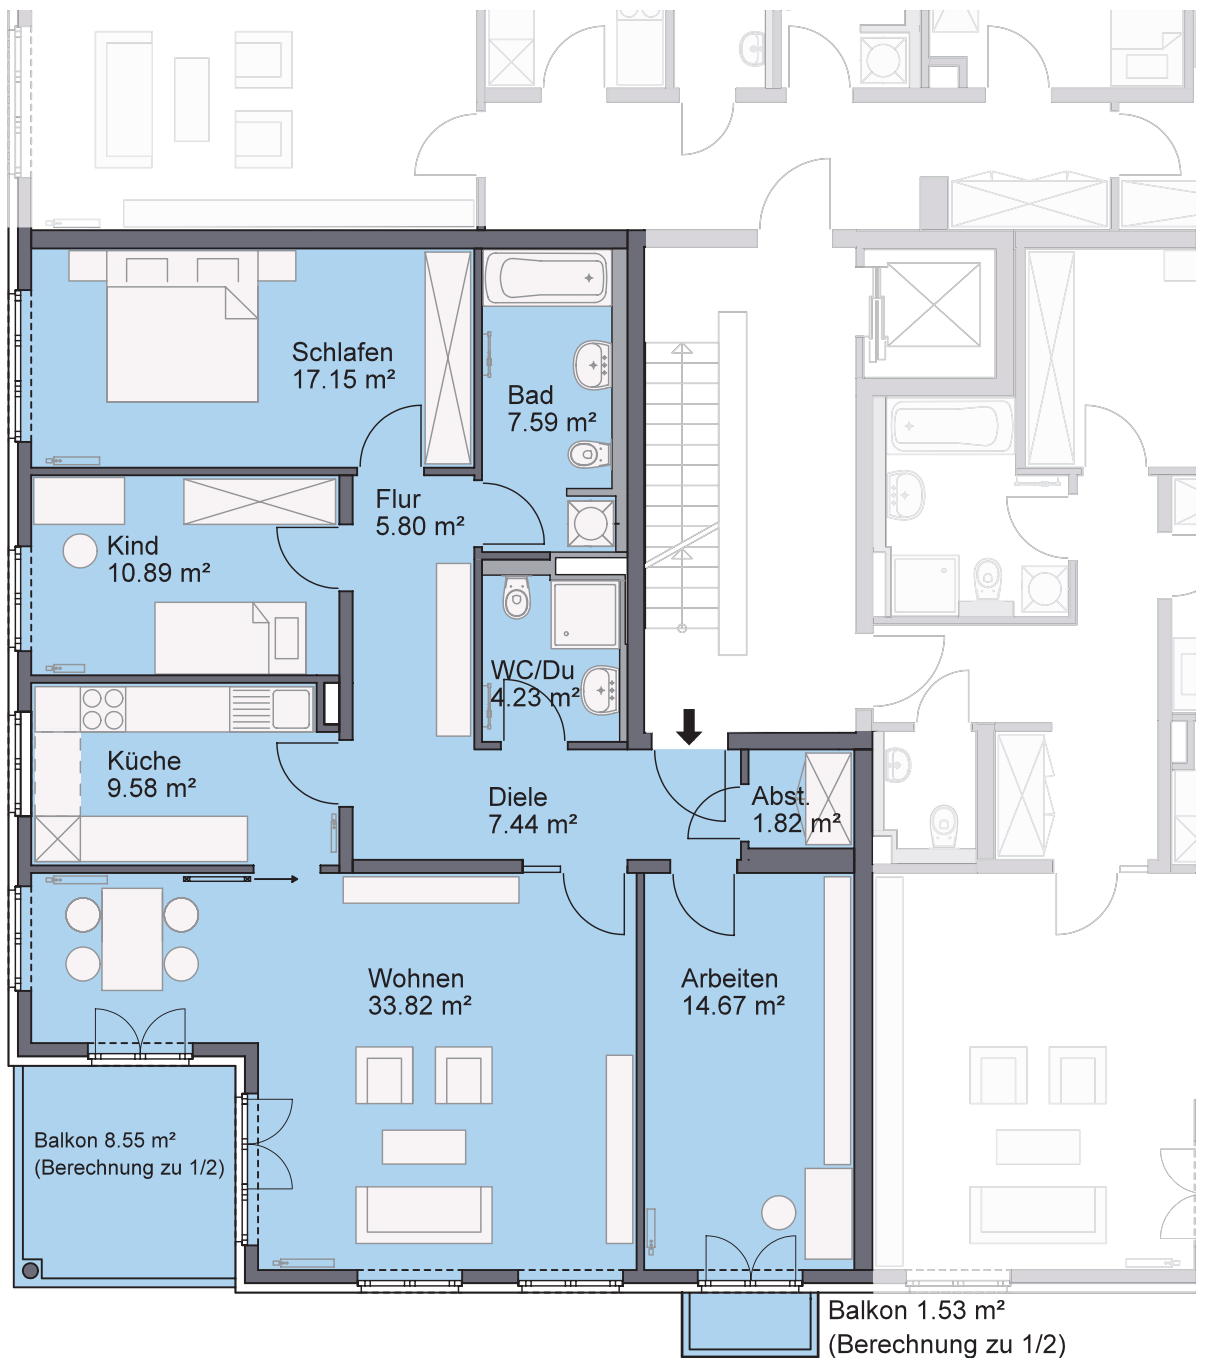 Schlafen
17.15 m²
Bad
7.59 m²
Flur
5.80 m²
Kind
10.89 m²
WC/Du
4.23 m²
Küche
9.58 m²
Diele
7.44 m²
Abst.
1.82 m²
Wohnen
33.82 m²
Arbeiten
14.67 m²
Balkon 8.55 m²
(Berechnung zu 1/2)
Balkon 1.53 m²
(Berechnung zu 1/2)